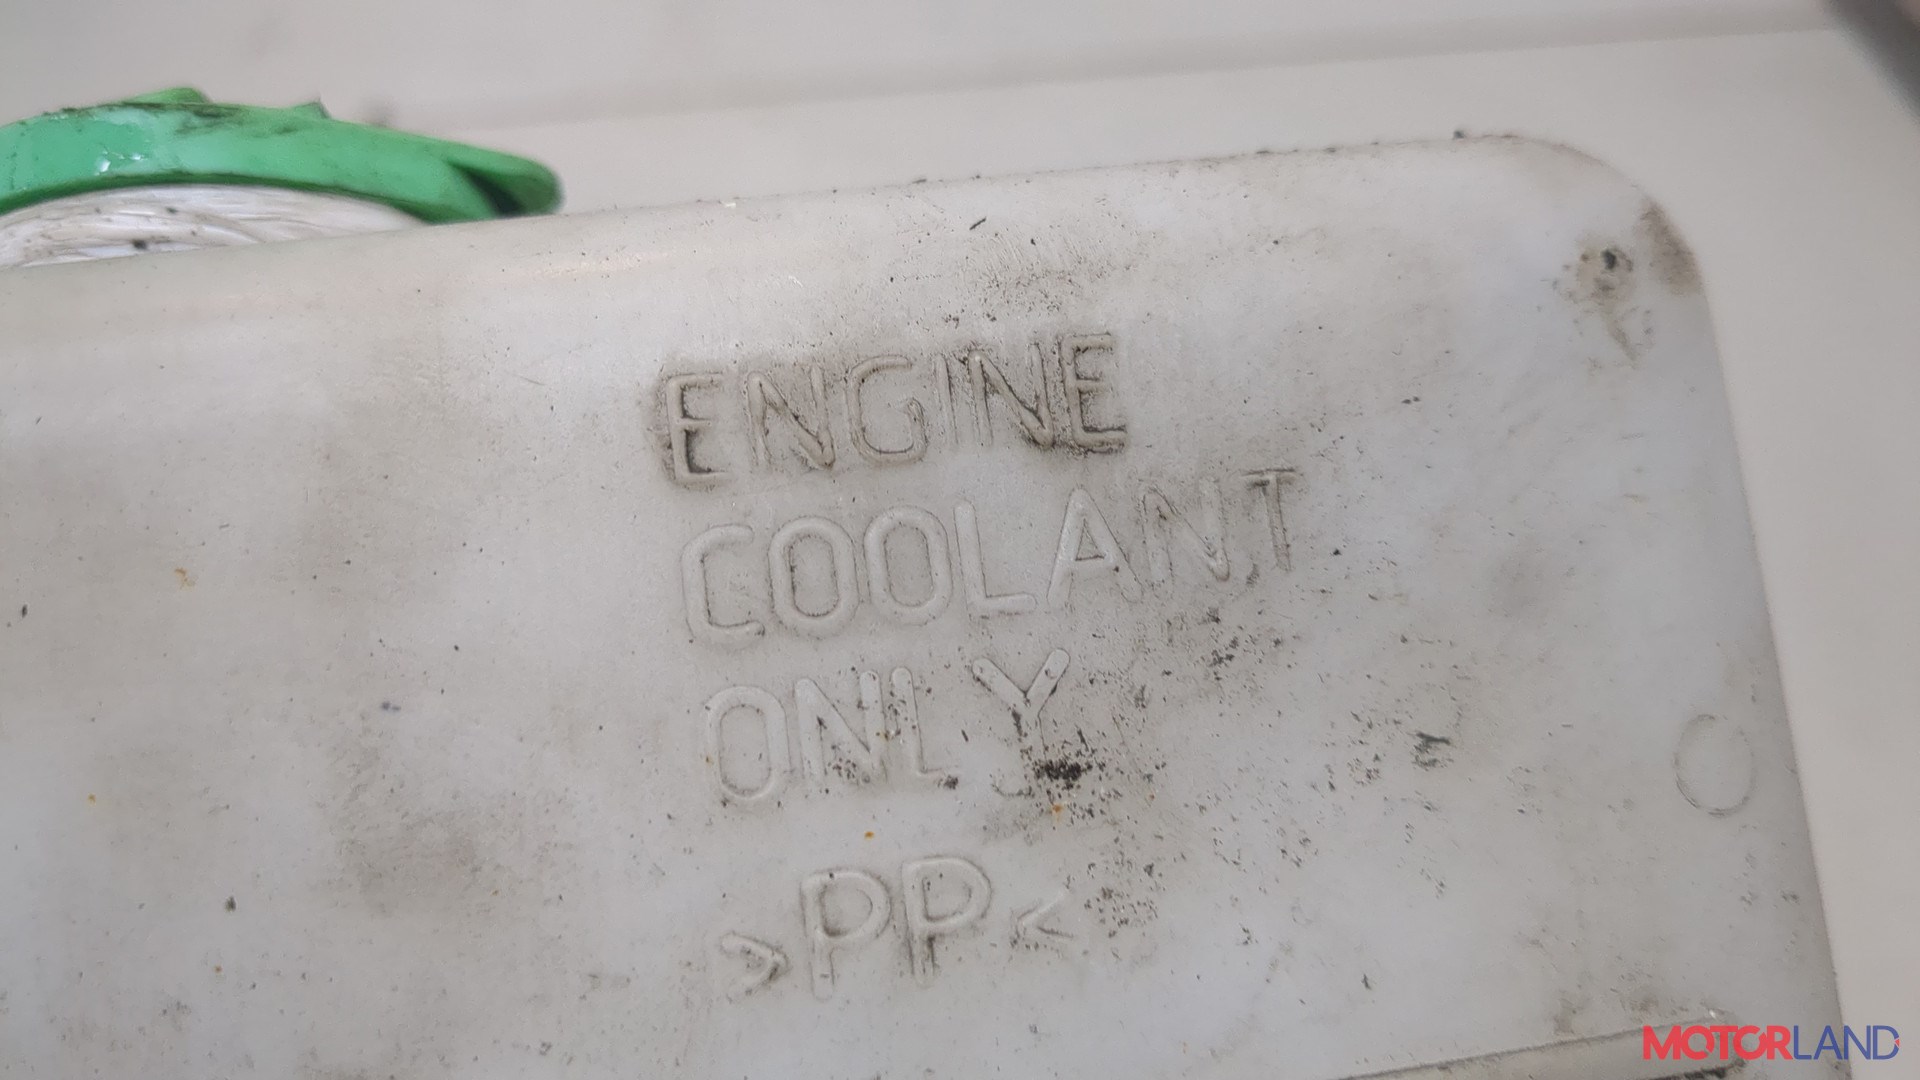 ENGINE
COOLANT
ONLY
>PP<
MOTORLAND